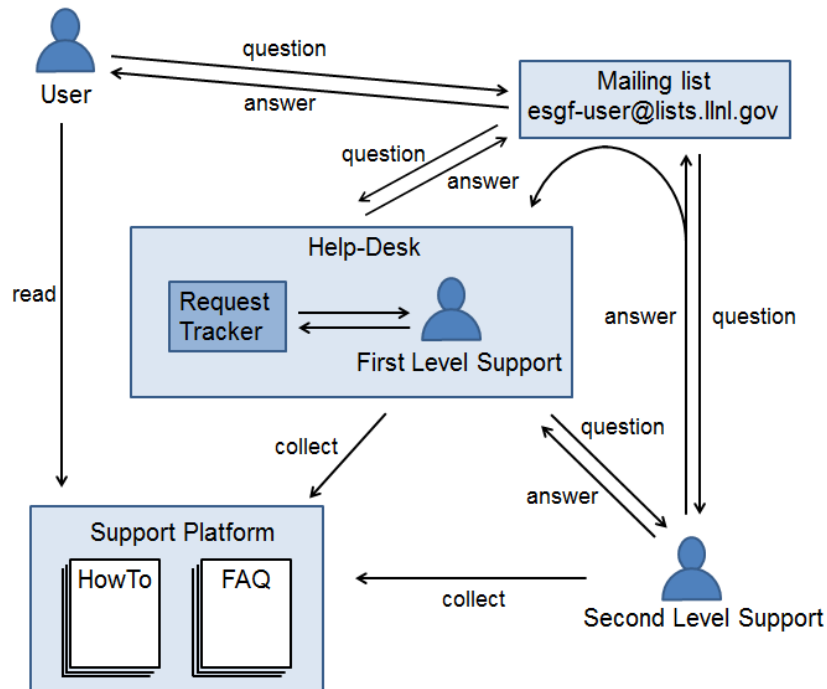 question
User
answer
Mailing list
esgf-user@lists.llnl.gov
question
answer
Help-Desk
read
Request
Tracker
First Level Support
answer
question
collect
question
answer
Support Platform
HowTo
FAQ
collect
Second Level Support